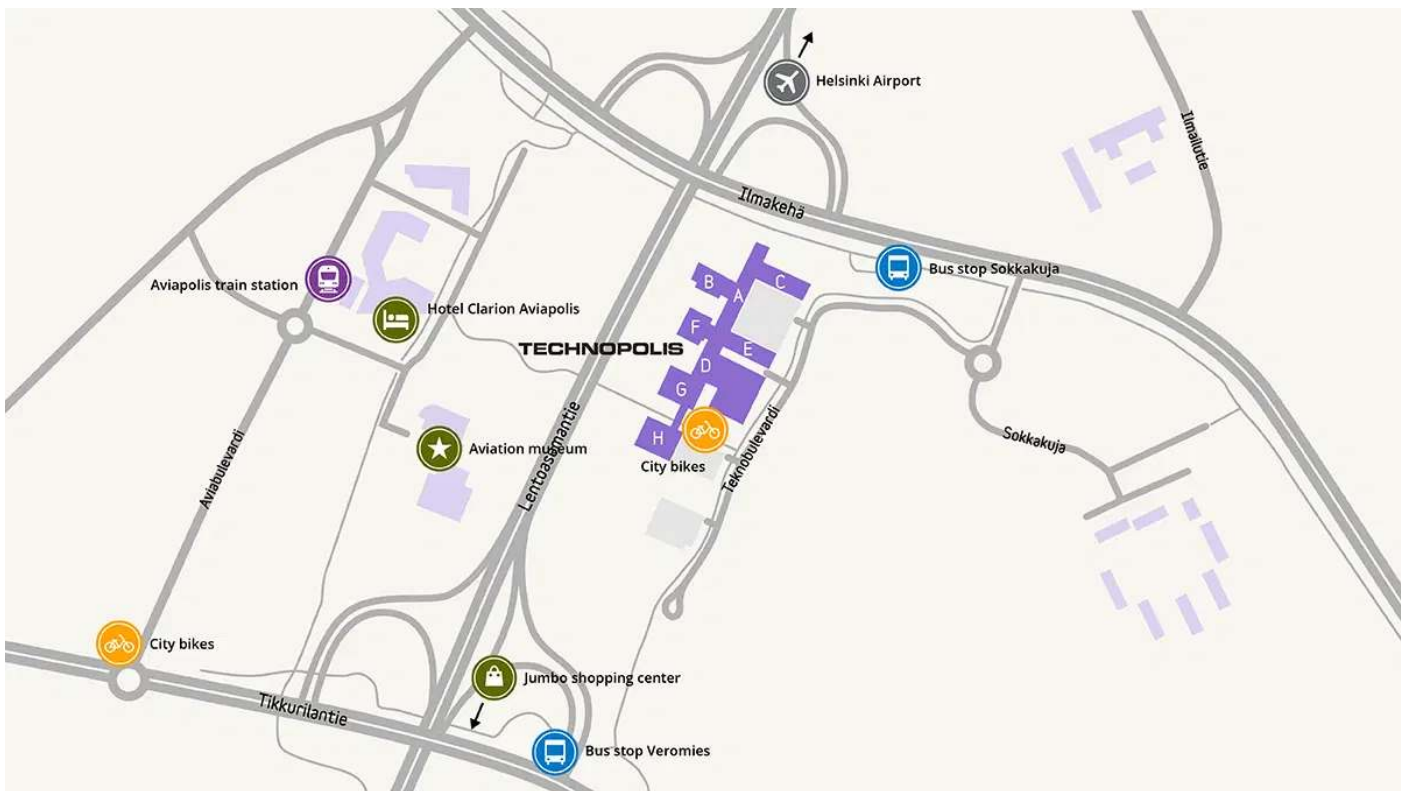 Helsinki Airport
Ilmailutie
Ilmakehä
Aviapolis train station
Hotel Clarion Aviapolis
Bus stop Sokkakuja
B
A
C
F
E
TECHNOPOLIS
D
G
H
City bikes
Teknobulevardi
Sokkakuja
Aviabulevardi
Aviation museum
Lentoasemantie
City bikes
Jumbo shopping center
Tikkurilantie
Bus stop Veromies